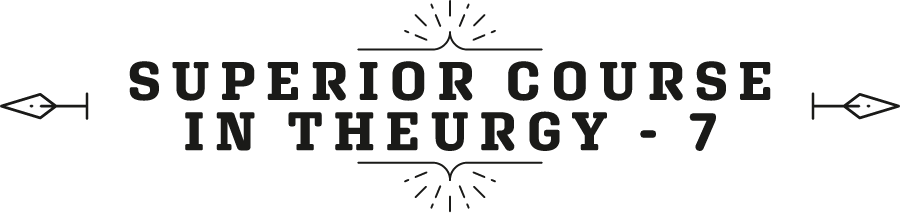 SUPERIOR COURSE
IN THEURGY - 7